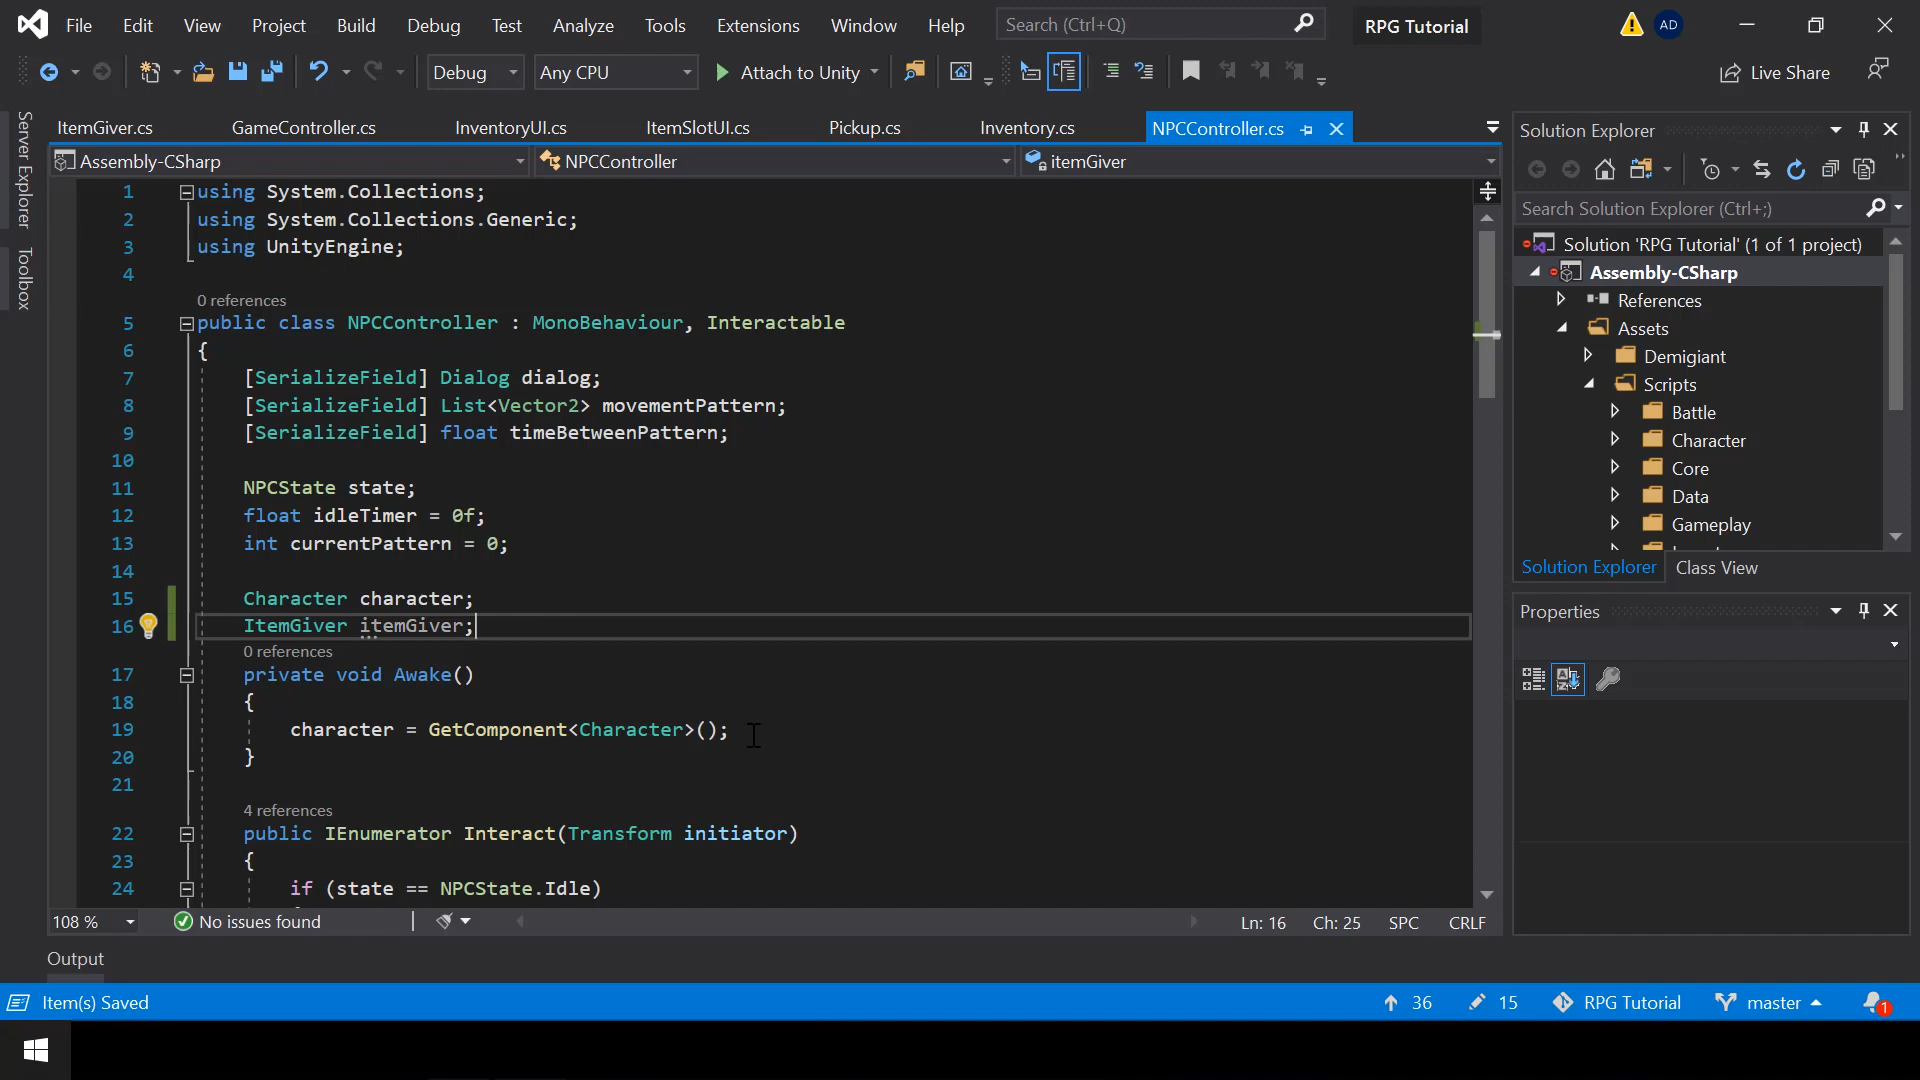 File Edit View Project Build Debug Test Analyze Tools Extensions Window Help Search (Ctrl+Q) RPG Tutorial AD
Debug Any CPU Attach to Unity Live Share
Server Explorer
Toolbox
ItemGiver.cs GameController.cs InventoryUI.cs ItemSlotUI.cs Pickup.cs Inventory.cs NPCController.cs
Assembly-CSharp NPCController itemGiver
1 using System.Collections;
2 using System.Collections.Generic;
3 using UnityEngine;
4
0 references
5 public class NPCController : MonoBehaviour, Interactable
6 {
7 [SerializeField] Dialog dialog;
8 [SerializeField] List<Vector2> movementPattern;
9 [SerializeField] float timeBetweenPattern;
10
11 NPCState state;
12 float idleTimer = 0f;
13 int currentPattern = 0;
14
15 Character character;
16 ItemGiver itemGiver;
0 references
17 private void Awake()
18 {
19 character = GetComponent<Character>();
20 }
21
4 references
22 public IEnumerator Interact(Transform initiator)
23 {
24 if (state == NPCState.Idle)
108 % No issues found Ln: 16 Ch: 25 SPC CRLF
Solution Explorer
Search Solution Explorer (Ctrl+;)
Solution 'RPG Tutorial' (1 of 1 project)
Assembly-CSharp
References
Assets
Demigiant
Scripts
Battle
Character
Core
Data
Gameplay
Solution Explorer Class View
Properties
Output
Item(s) Saved 36 15 RPG Tutorial master 1